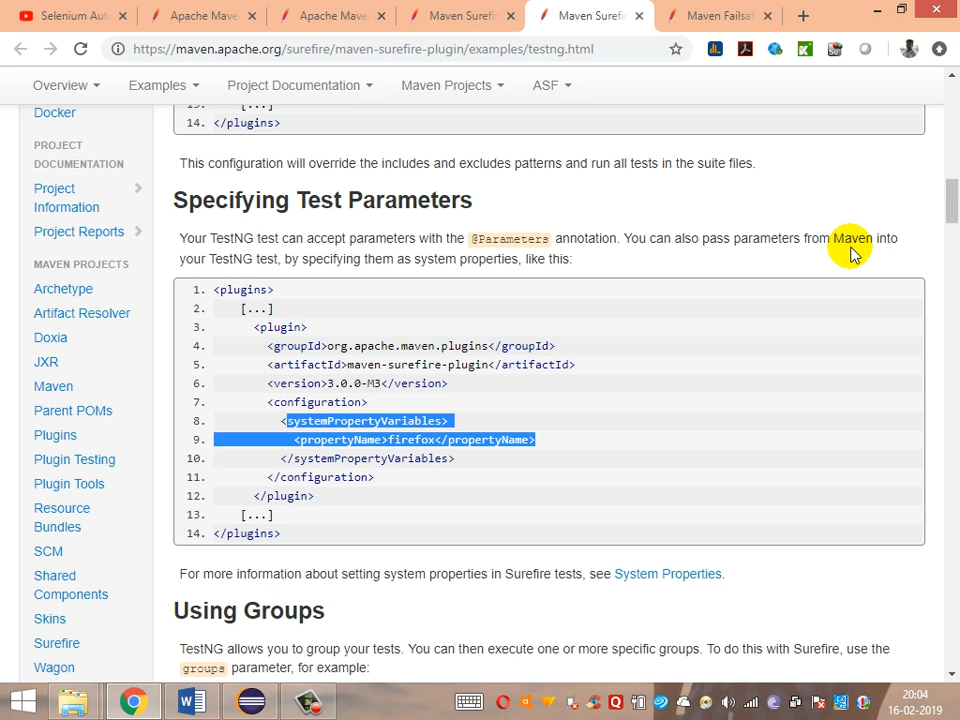 Selenium Aut
Apache Mave
Apache Mave
Maven Surefir
Maven Surefir
Maven Failsaf
https://maven.apache.org/surefire/maven-surefire-plugin/examples/testng.html
Overview
Examples
Project Documentation
Maven Projects
ASF
Docker
PROJECT
DOCUMENTATION
Project
Information
Project Reports
MAVEN PROJECTS
Archetype
Artifact Resolver
Doxia
JXR
Maven
Parent POMs
Plugins
Plugin Testing
Plugin Tools
Resource
Bundles
SCM
Shared
Components
Skins
Surefire
Wagon
13. [...]
14. </plugins>
This configuration will override the includes and excludes patterns and run all tests in the suite files.
Specifying Test Parameters
Your TestNG test can accept parameters with the @Parameters annotation. You can also pass parameters from Maven into
your TestNG test, by specifying them as system properties, like this:
1. <plugins>
2. [...]
3. <plugin>
4. <groupId>org.apache.maven.plugins</groupId>
5. <artifactId>maven-surefire-plugin</artifactId>
6. <version>3.0.0-M3</version>
7. <configuration>
8. <systemPropertyVariables>
9. <propertyName>firefox</propertyName>
10. </systemPropertyVariables>
11. </configuration>
12. </plugin>
13. [...]
14. </plugins>
For more information about setting system properties in Surefire tests, see System Properties.
Using Groups
TestNG allows you to group your tests. You can then execute one or more specific groups. To do this with Surefire, use the
groups parameter, for example:
20:04
16-02-2019